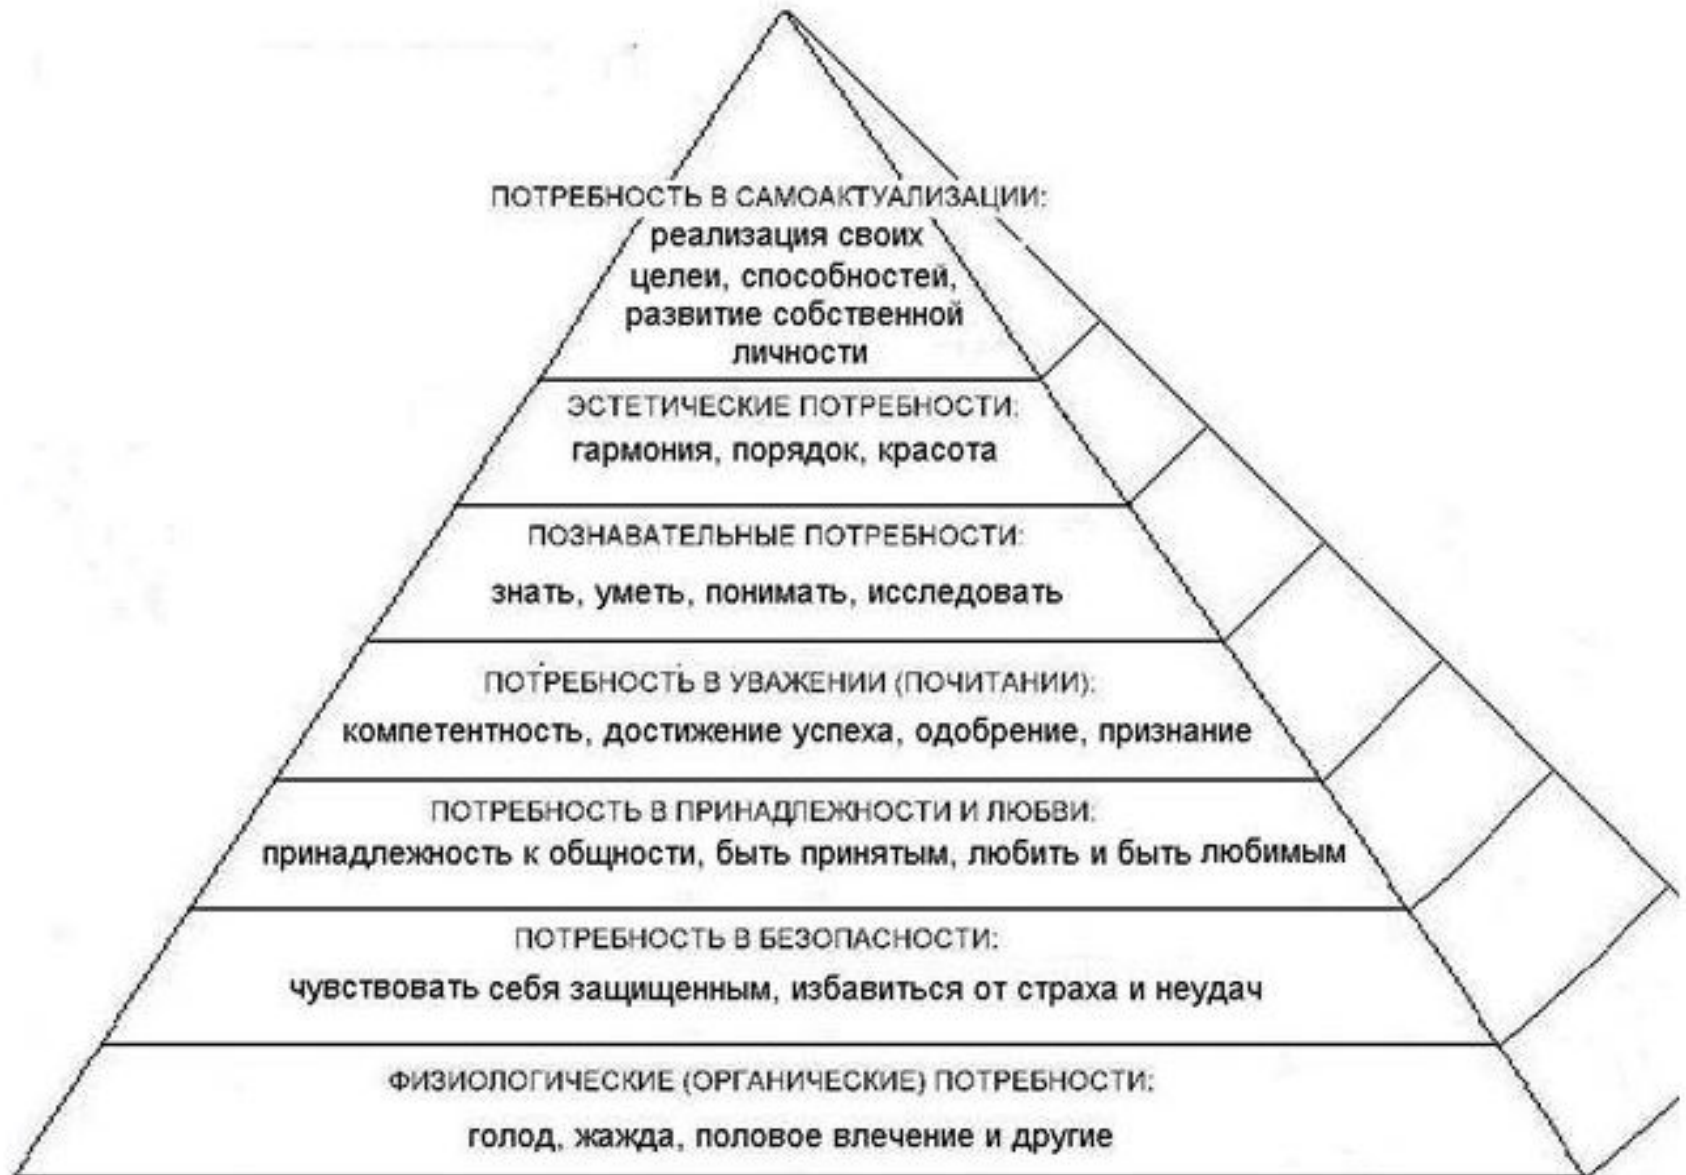 ПОТРЕБНОСТЬ В САМОАКТУАЛИЗАЦИИ:
реализация своих
целеи, способностей,
развитие собственной
личности
ЭСТЕТИЧЕСКИЕ ПОТРЕБНОСТИ:
гармония, порядок, красота
ПОЗНАВАТЕЛЬНЫЕ ПОТРЕБНОСТИ:
знать, уметь, понимать, исследовать
ПОТРЕБНОСТЬ В УВАЖЕНИИ (ПОЧИТАНИИ):
компетентность, достижение успеха, одобрение, признание
ПОТРЕБНОСТЬ В ПРИНАДЛЕЖНОСТИ И ЛЮБВИ:
принадлежность к общности, быть принятым, любить и быть любимым
ПОТРЕБНОСТЬ В БЕЗОПАСНОСТИ:
чувствовать себя защищенным, избавиться от страха и неудач
ФИЗИОЛОГИЧЕСКИЕ (ОРГАНИЧЕСКИЕ) ПОТРЕБНОСТИ:
голод, жажда, половое влечение и другие